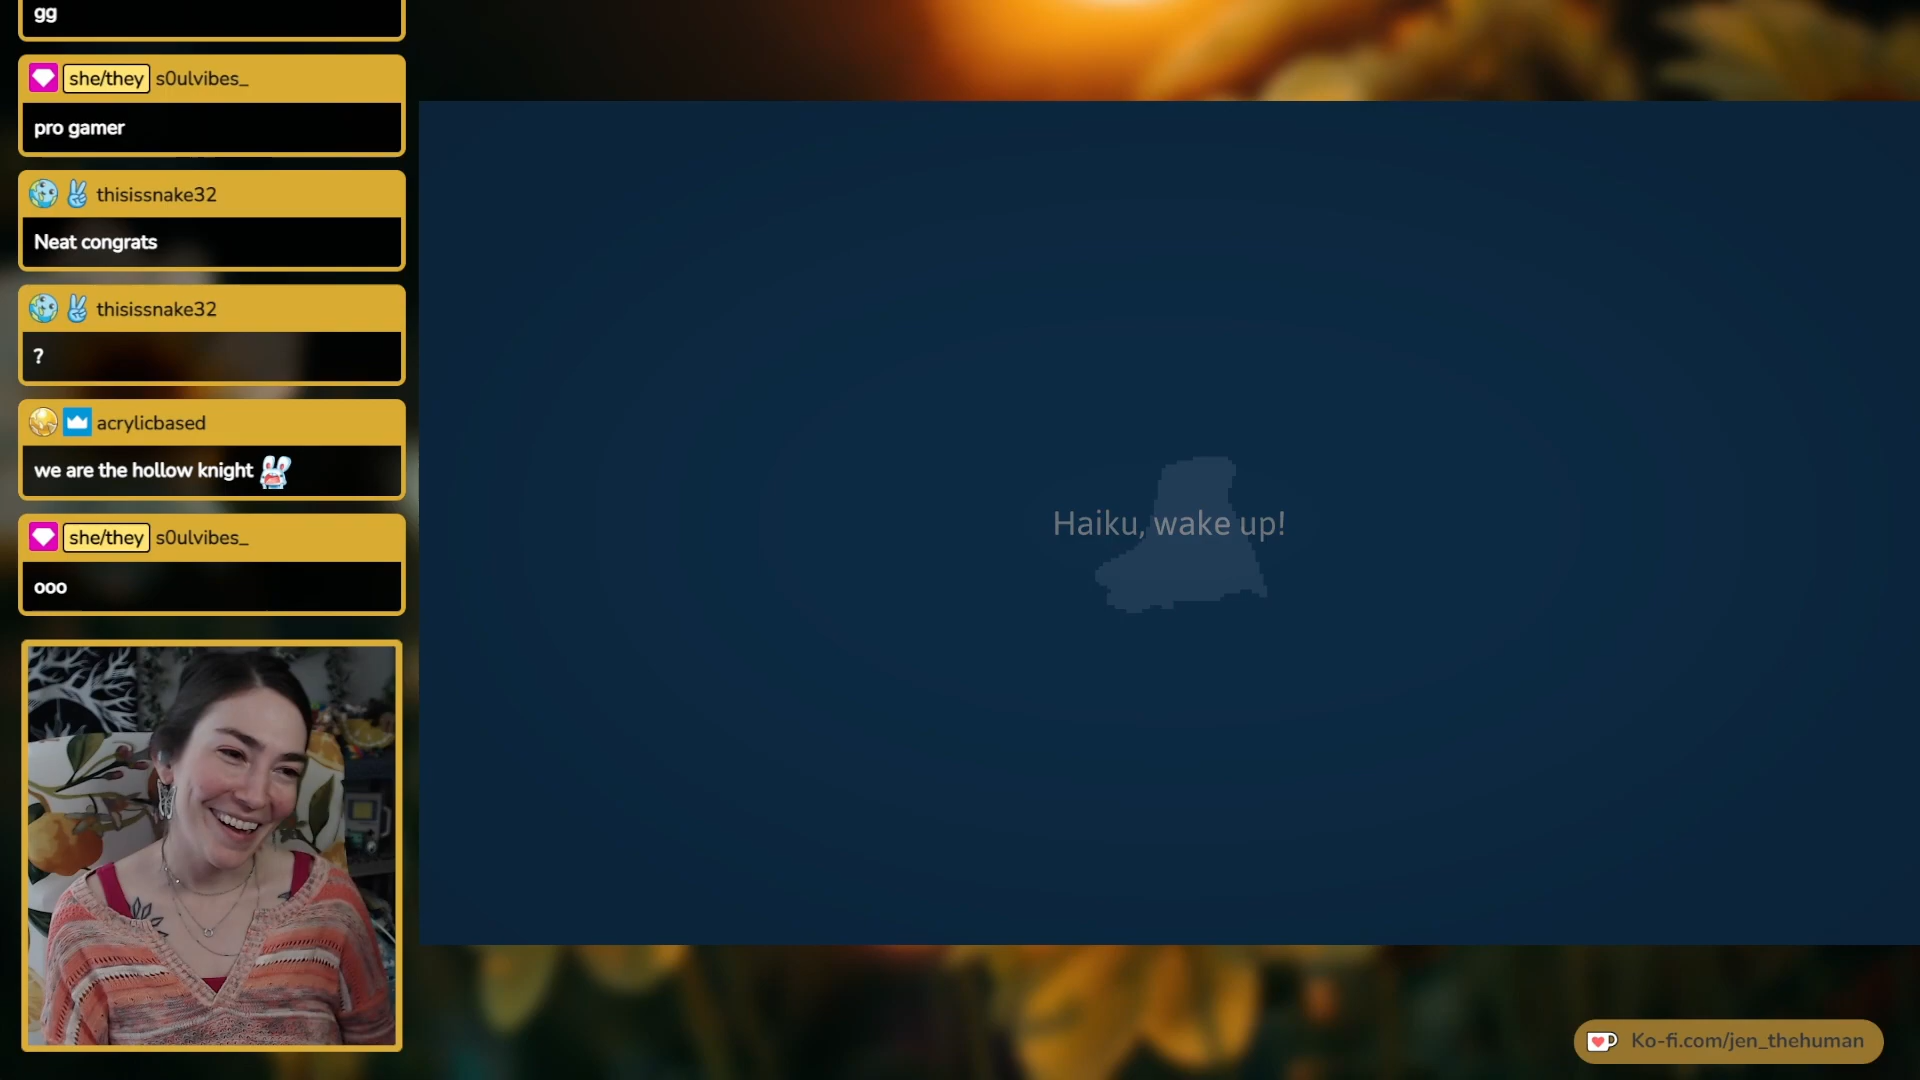 gg
she/they s0ulvibes_
pro gamer
thisissnake32
Neat congrats
thisissnake32
?
acrylicbased
we are the hollow knight
she/they s0ulvibes_
ooo
Haiku, wake up!
Ko-fi.com/jen_thehuman